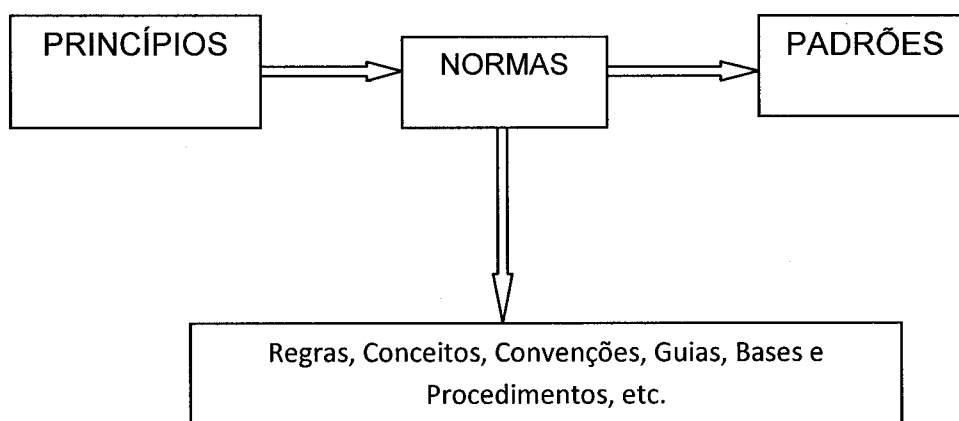 PRINCÍPIOS
NORMAS
PADRÕES
Regras, Conceitos, Convenções, Guias, Bases e
Procedimentos, etc.